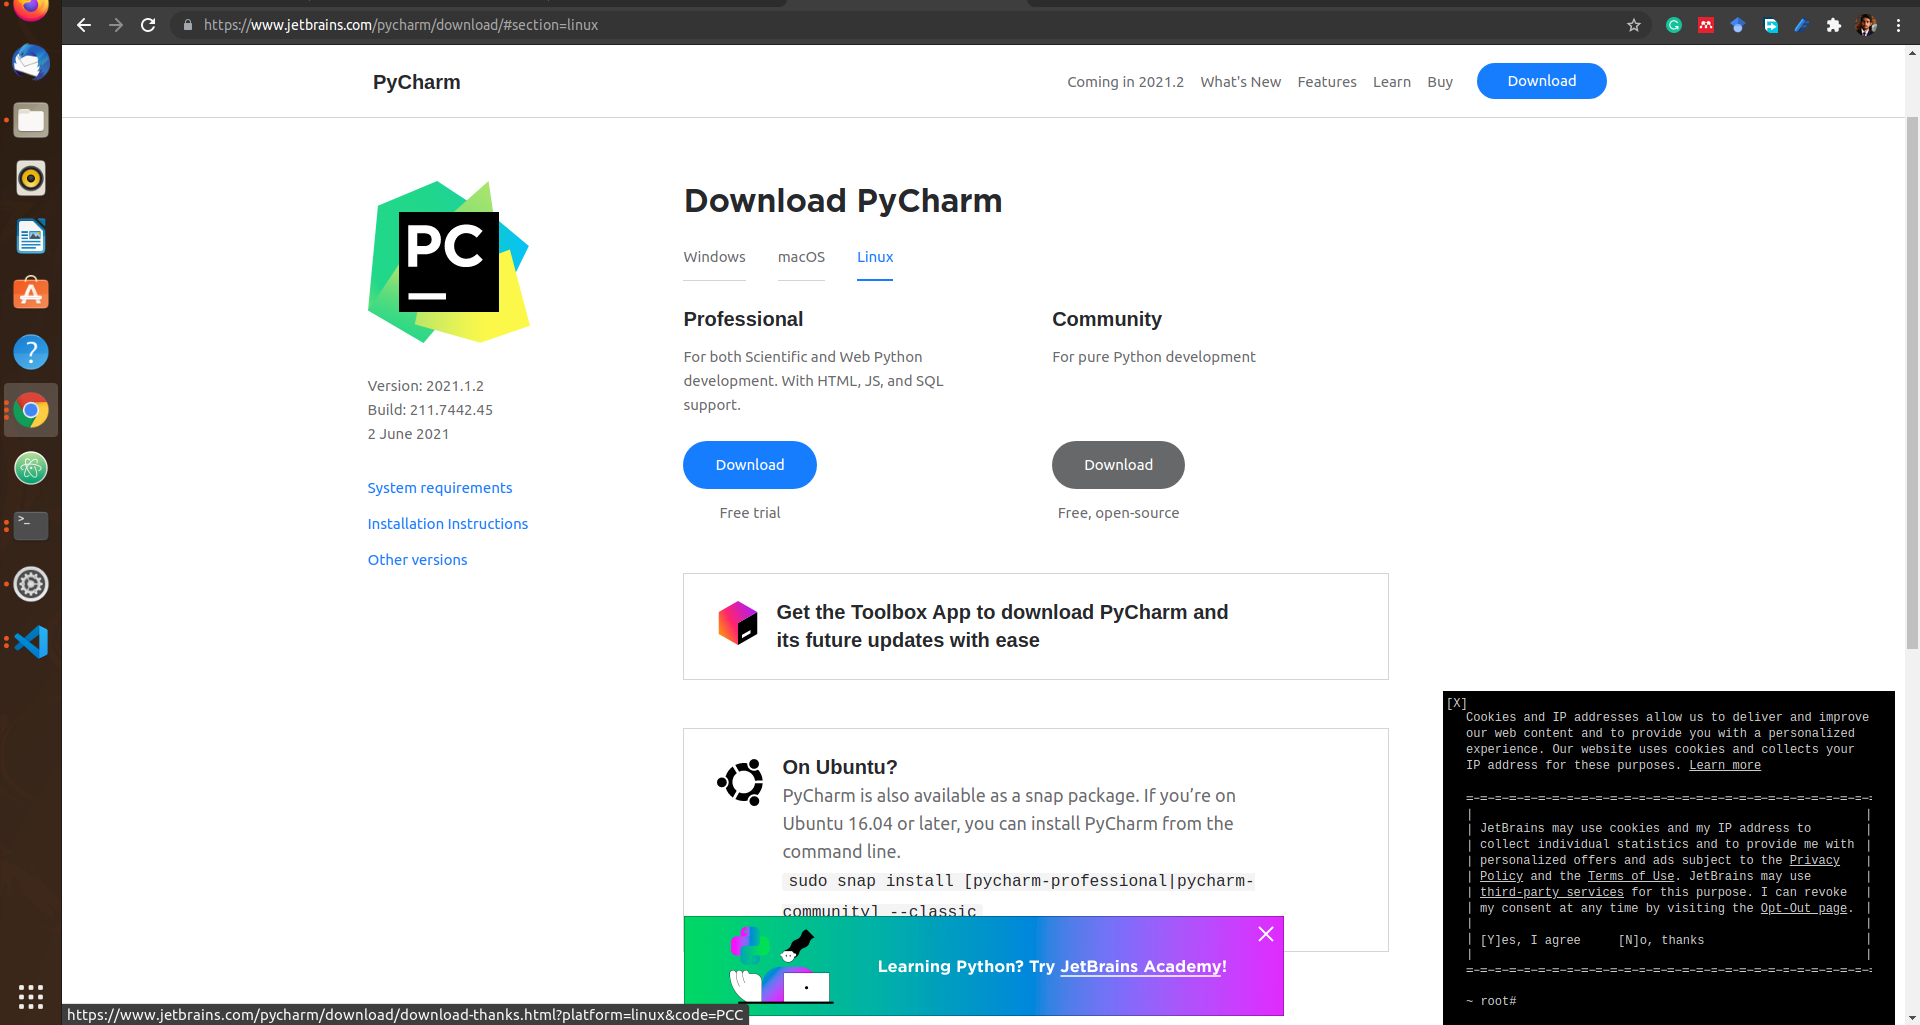 https://www.jetbrains.com/pycharm/download/#section=linux
PyCharm
Coming in 2021.2
What's New
Features
Learn
Buy
Download
PC
Download PyCharm
Windows
macOS
Linux
Version: 2021.1.2
Build: 211.7442.45
2 June 2021
System requirements
Installation Instructions
Other versions
Professional
For both Scientific and Web Python
development. With HTML, JS, and SQL
support.
Download
Free trial
Community
For pure Python development
Download
Free, open-source
Get the Toolbox App to download PyCharm and
its future updates with ease
On Ubuntu?
PyCharm is also available as a snap package. If you’re on
Ubuntu 16.04 or later, you can install PyCharm from the
command line.
sudo snap install [pycharm-professional|pycharm-
community] --classic
Learning Python? Try JetBrains Academy!
[X]
Cookies and IP addresses allow us to deliver and improve
our web content and to provide you with a personalized
experience. Our website uses cookies and collects your
IP address for these purposes. Learn more
JetBrains may use cookies and my IP address to
collect individual statistics and to provide me with
personalized offers and ads subject to the Privacy
Policy and the Terms of Use. JetBrains may use
third-party services for this purpose. I can revoke
my consent at any time by visiting the Opt-Out page.
[Y]es, I agree [N]o, thanks
~ root#
https://www.jetbrains.com/pycharm/download/download-thanks.html?platform=linux&code=PCC